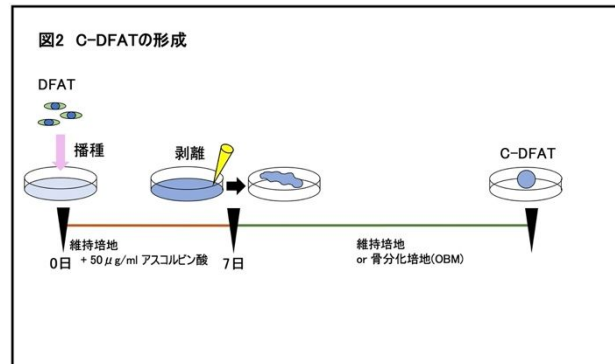 図2 C-DFATの形成
DFAT
播種
剥離
C-DFAT
維持培地
+ 50μg/ml アスコルビン酸
維持培地
or 骨分化培地(OBM)
0日
7日